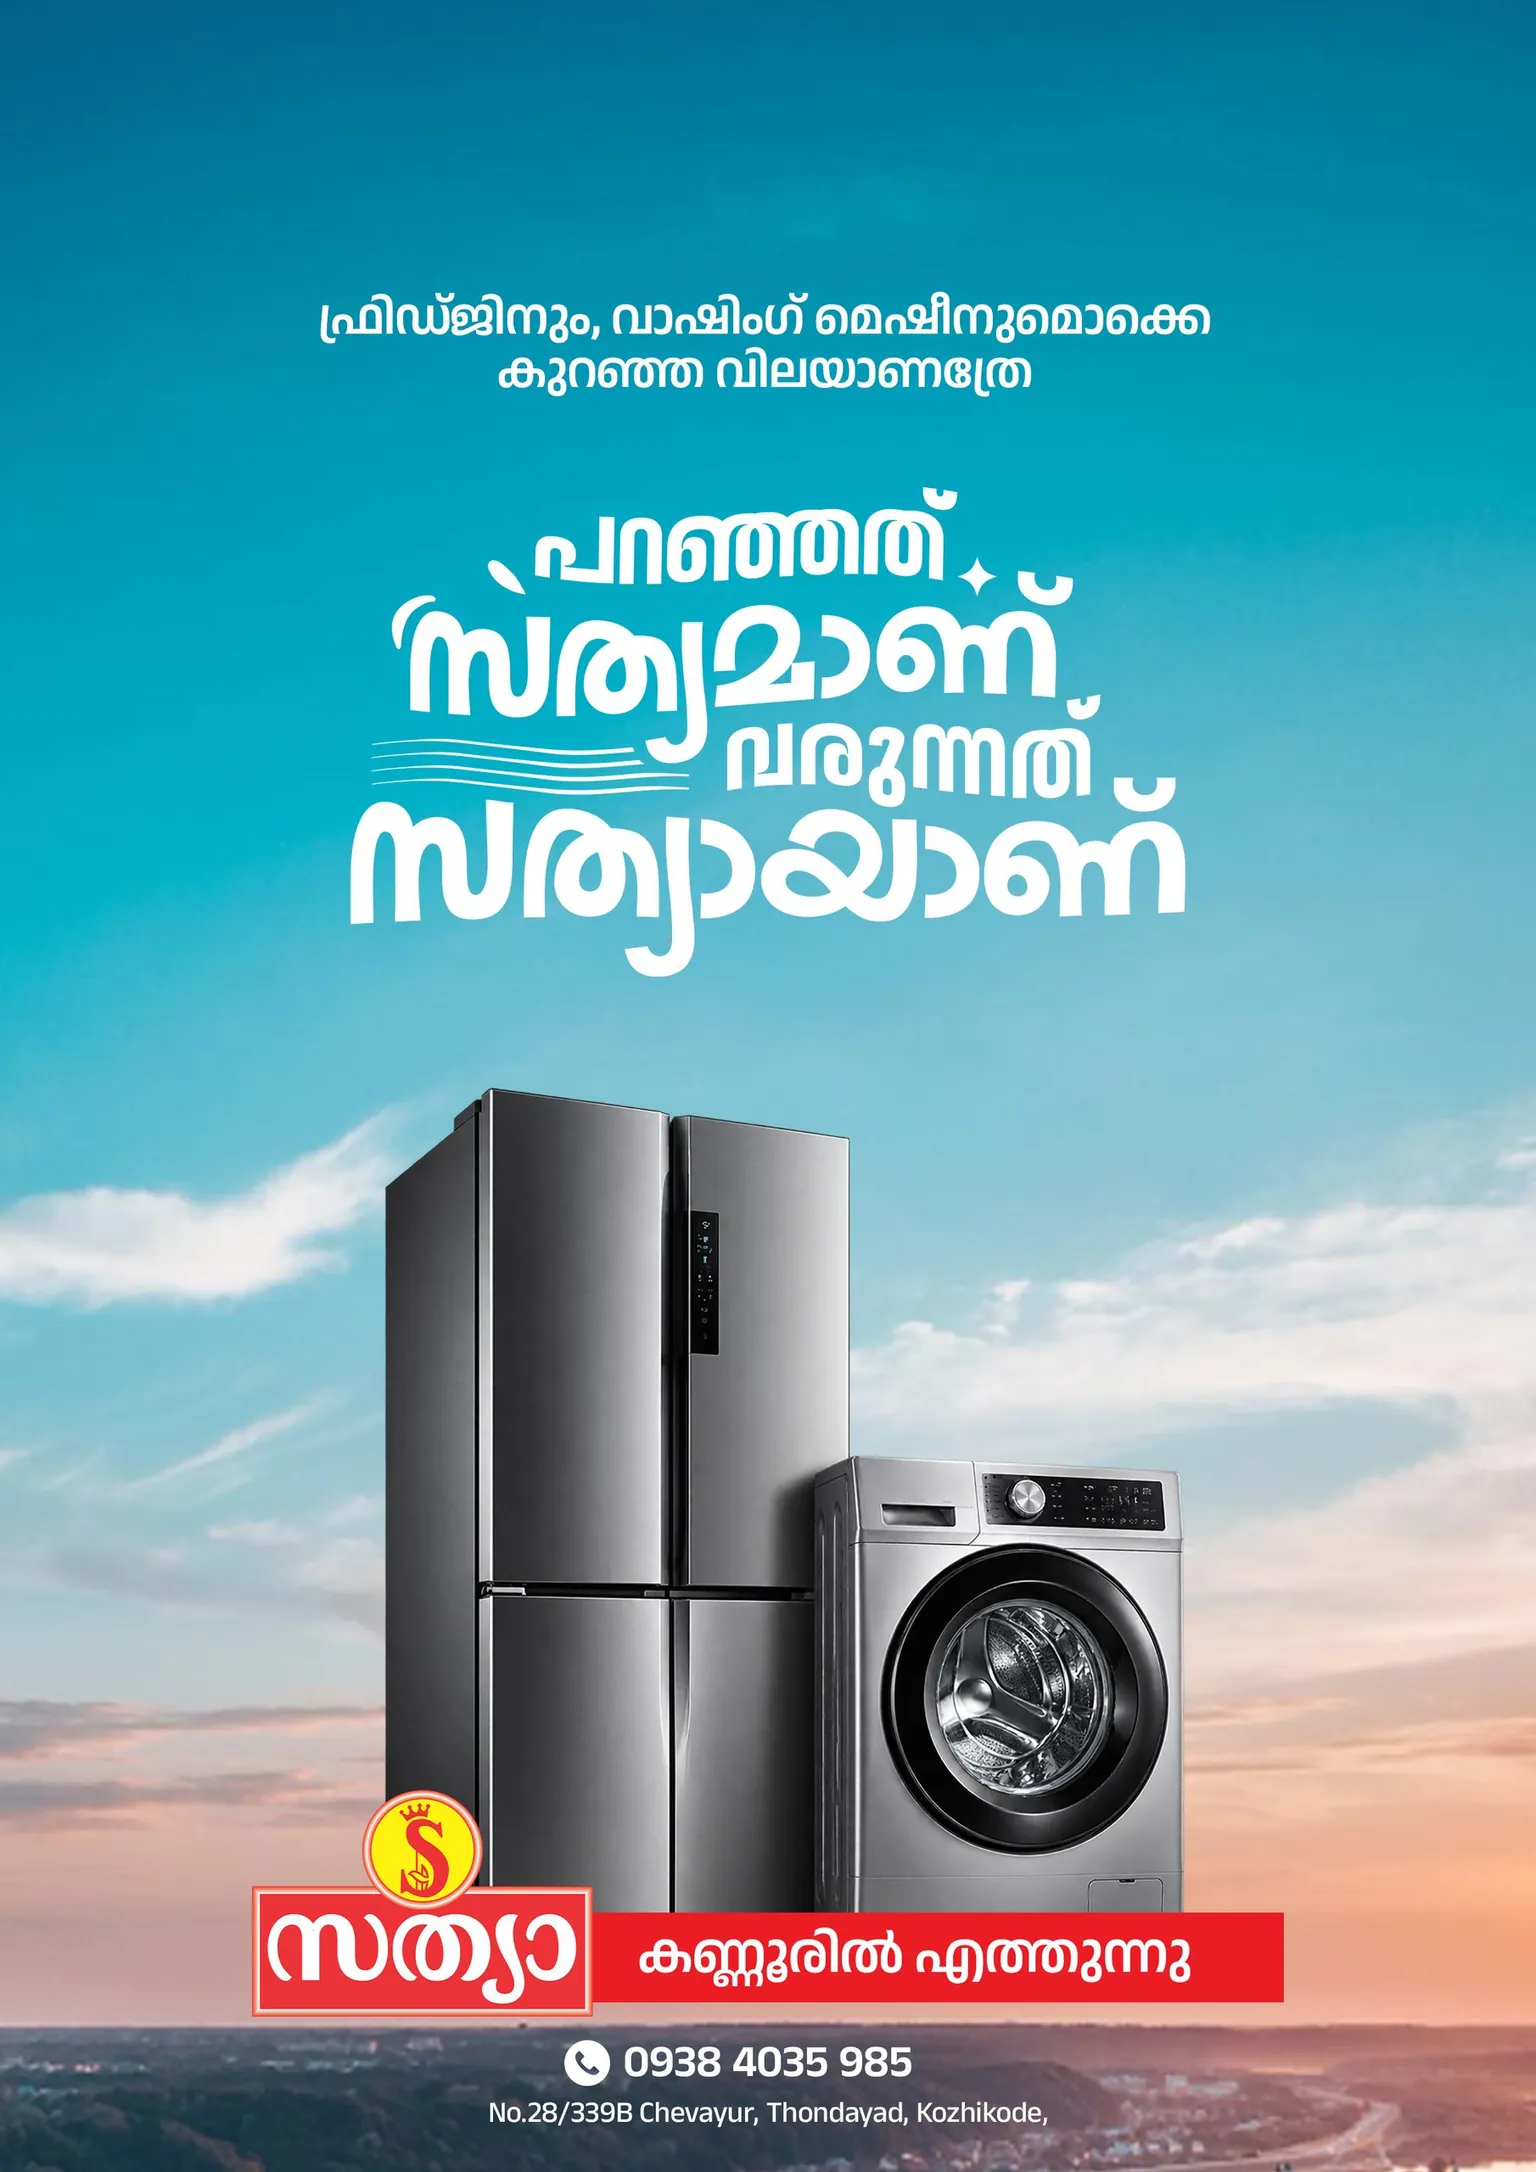 ഫ്രിഡ്ജിനും, വാഷിംഗ് മെഷീനുമൊക്കെ
കുറഞ്ഞ വിലയാണത്രേ
പറഞ്ഞത്
സത്യമാണ്
വരുന്നത്
സത്യായാണ്
S
സത്യാ
കണ്ണൂരിൽ എത്തുന്നു
0938 4035 985
No.28/339B Chevayur, Thondayad, Kozhikode,